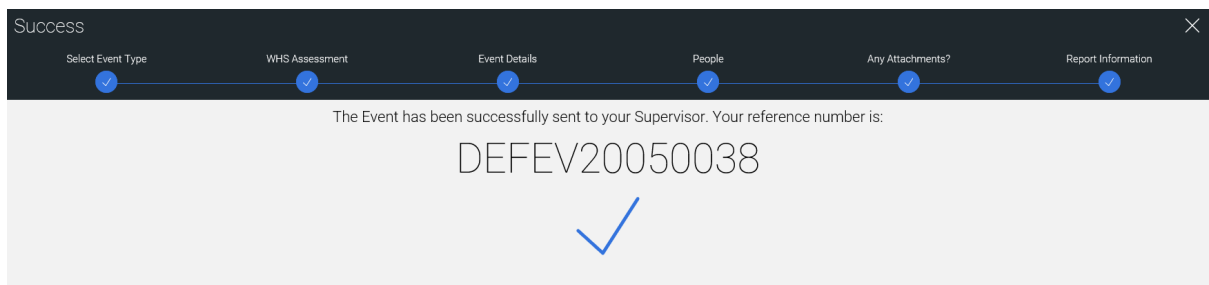 Success
Select Event Type WHS Assessment Event Details People Any Attachments? Report Information
The Event has been successfully sent to your Supervisor. Your reference number is:
DEFEV20050038